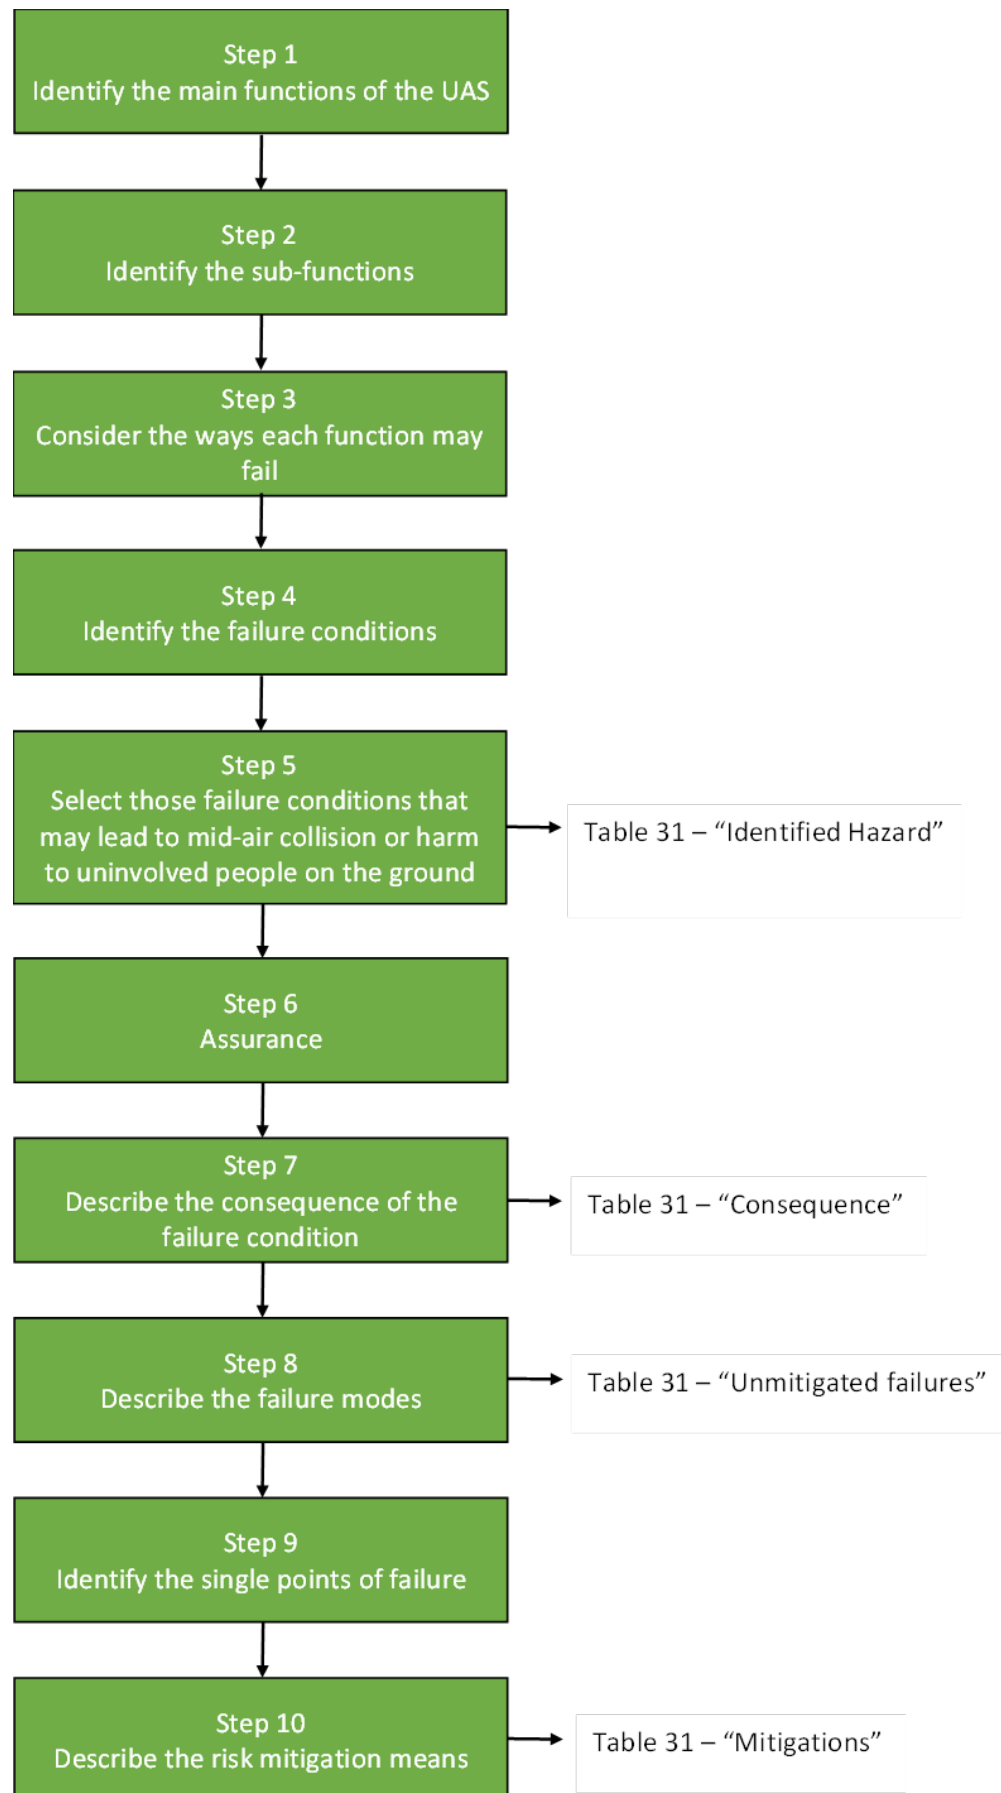 Step 1
Identify the main functions of the UAS
Step 2
Identify the sub-functions
Step 3
Consider the ways each function may
fail
Step 4
Identify the failure conditions
Step 5
Select those failure conditions that
may lead to mid-air collision or harm
to uninvolved people on the ground
Table 31 – “Identified Hazard”
Step 6
Assurance
Step 7
Describe the consequence of the
failure condition
Table 31 – “Consequence”
Step 8
Describe the failure modes
Table 31 – “Unmitigated failures”
Step 9
Identify the single points of failure
Step 10
Describe the risk mitigation means
Table 31 – “Mitigations”